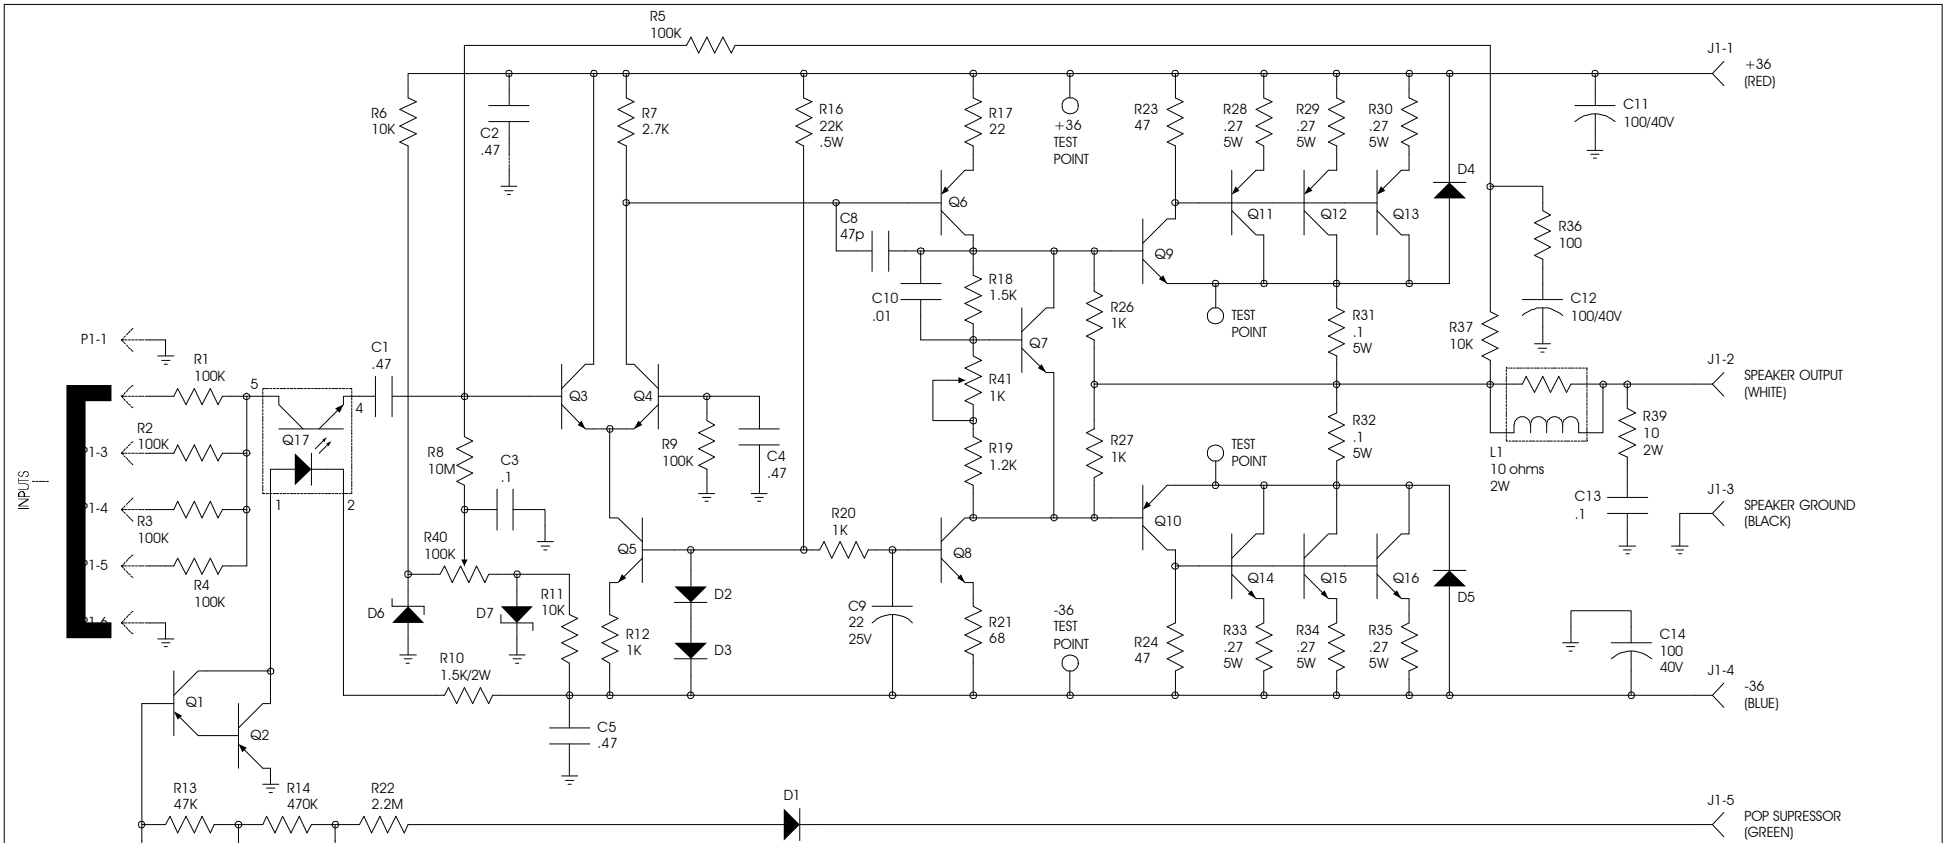 R5
100K
J1-1
+36
(RED)
R6
10K
C2
.47
R7
2.7K
R16
22K
.5W
R17
22
+36
TEST
POINT
R23
47
R28
.27
5W
R29
.27
5W
R30
.27
5W
C11
100/40V
D4
Q6
Q11
Q12
Q13
C8
47p
Q9
R36
100
R18
1.5K
C10
.01
R26
1K
TEST
POINT
R31
.1
5W
C12
100/40V
R37
10K
P1-1
R1
100K
C1
.47
Q7
J1-2
SPEAKER OUTPUT
(WHITE)
5
4
Q3
Q4
R41
1K
R39
10
2W
R2
100K
P1-3
Q17
R8
10M
C3
.1
R9
100K
C4
.47
R19
1.2K
R27
1K
TEST
POINT
R32
.1
5W
L1
10 ohms
2W
INPUTS
1
2
C13
.1
J1-3
SPEAKER GROUND
(BLACK)
P1-4
R3
100K
R40
100K
Q5
R20
1K
Q8
Q10
P1-5
R4
100K
D6
D7
R11
10K
D2
C9
22
25V
Q14
Q15
Q16
D5
P1-6
R12
1K
D3
R21
68
-36
TEST
POINT
R24
47
R33
.27
5W
R34
.27
5W
R35
.27
5W
C14
100
40V
R10
1.5K/2W
J1-4
-36
(BLUE)
Q1
Q2
C5
.47
R13
47K
R14
470K
R22
2.2M
D1
J1-5
POP SUPRESSOR
(GREEN)